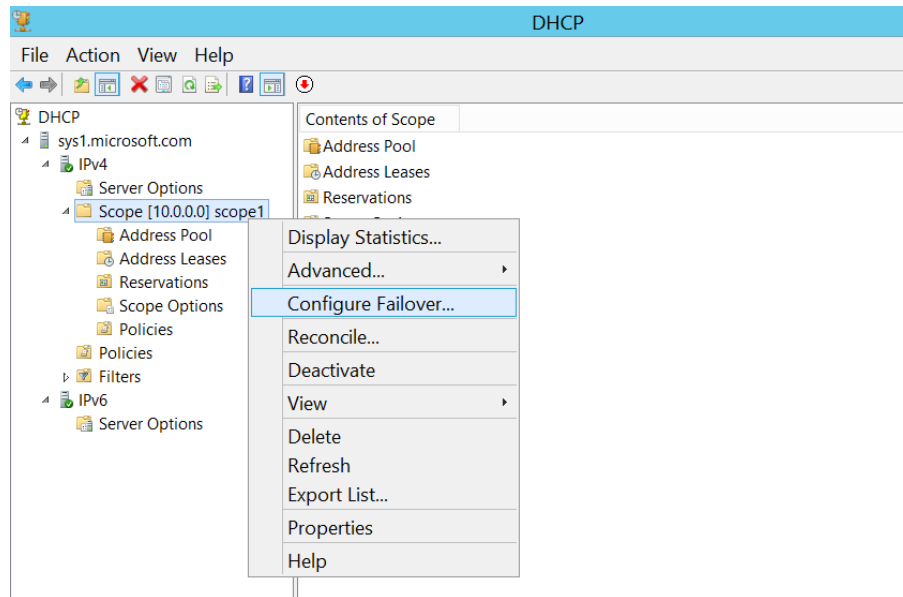 DHCP
File Action View Help
DHCP
sys1.microsoft.com
IPv4
Server Options
Scope [10.0.0.0] scope1
Address Pool
Address Leases
Reservations
Scope Options
Policies
Policies
Filters
IPv6
Server Options
Contents of Scope
Address Pool
Address Leases
Reservations
Display Statistics...
Advanced...
Configure Failover...
Reconcile...
Deactivate
View
Delete
Refresh
Export List...
Properties
Help